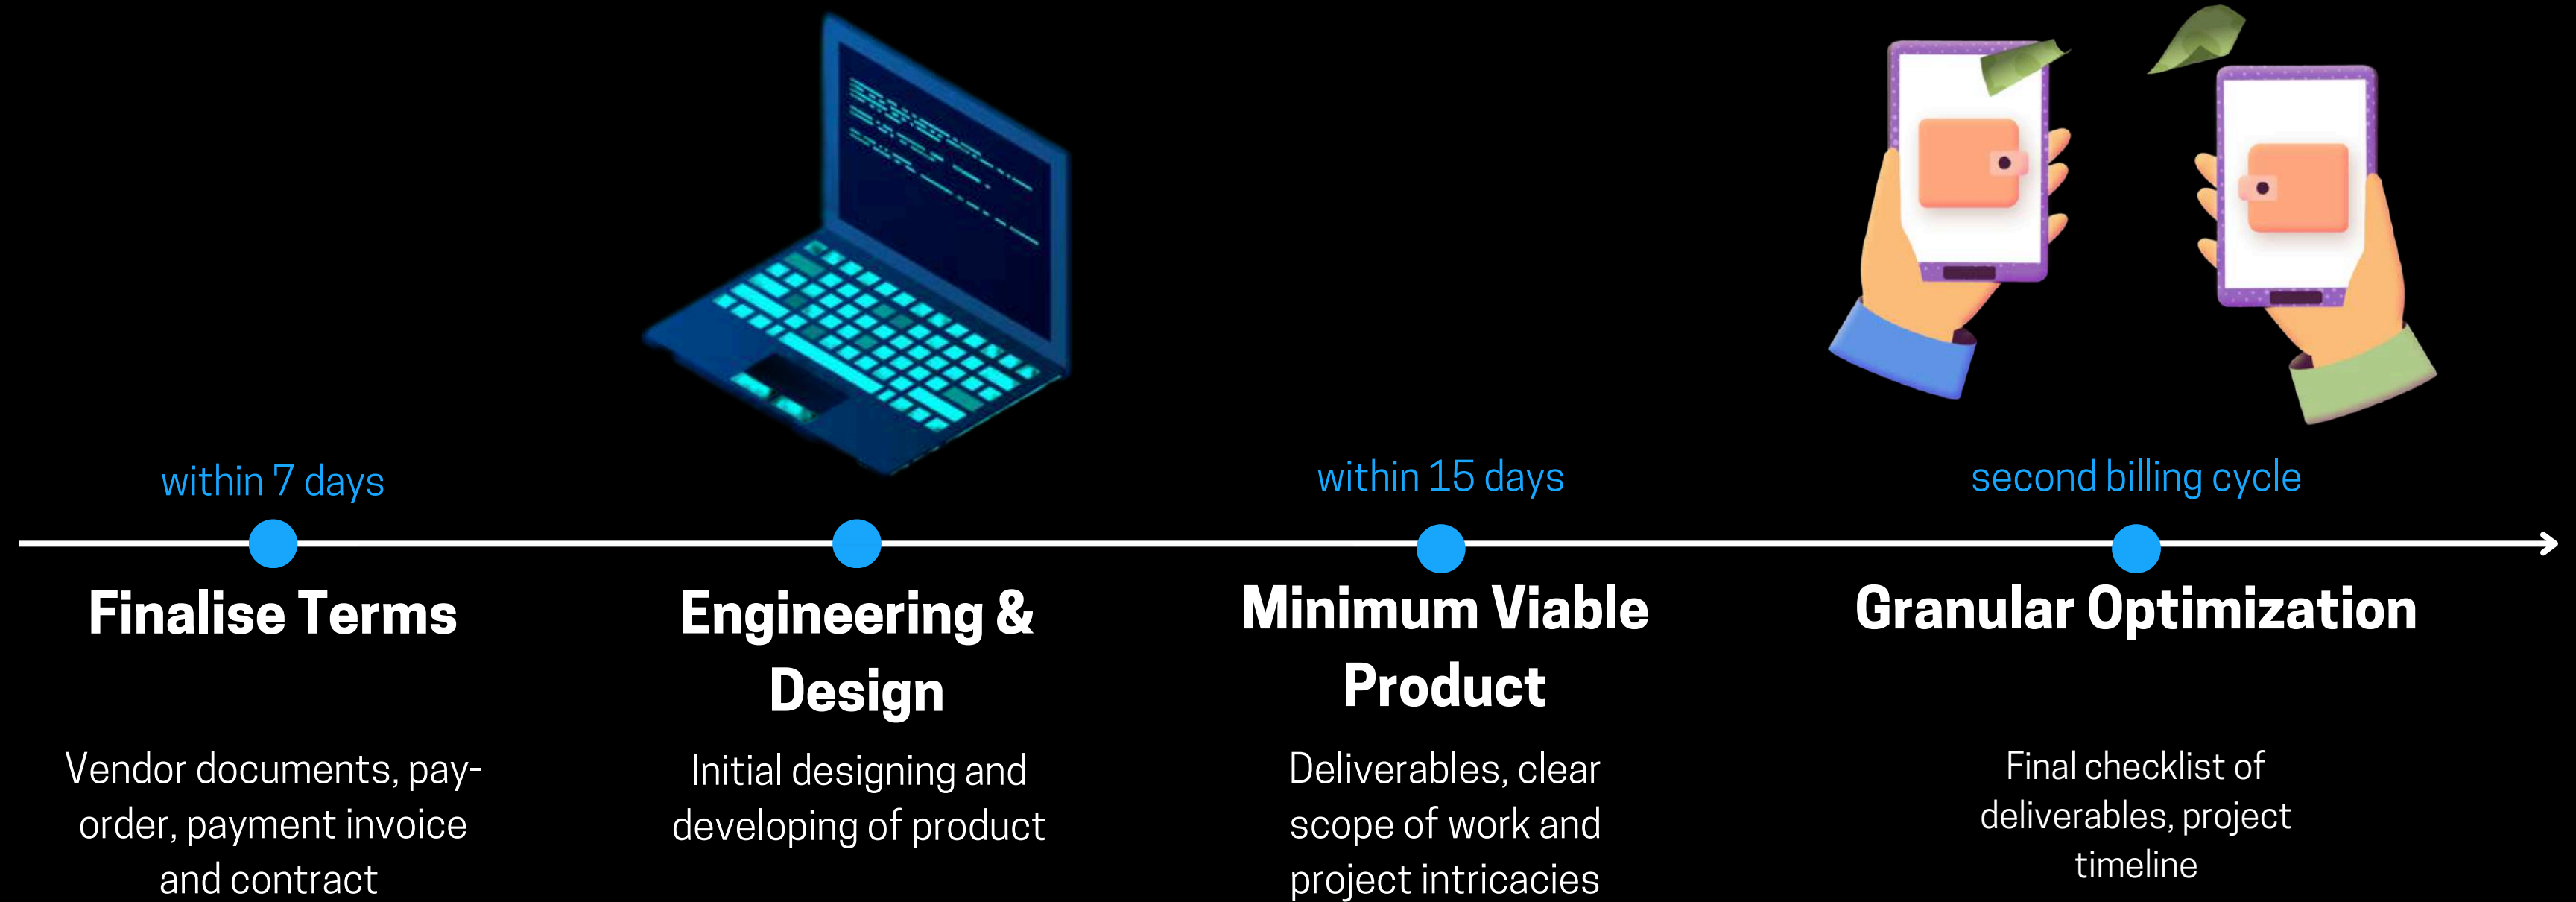 within 7 days
Finalise Terms
Vendor documents, pay-
order, payment invoice
and contract
Engineering &
Design
Initial designing and
developing of product
within 15 days
Minimum Viable
Product
Deliverables, clear
scope of work and
project intricacies
second billing cycle
Granular Optimization
Final checklist of
deliverables, project
timeline